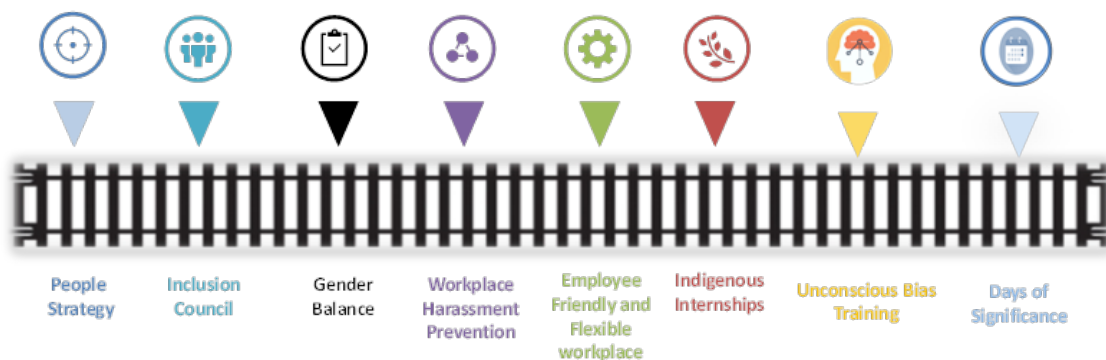 People
Strategy
Inclusion
Council
Gender
Balance
Workplace
Harassment
Prevention
Employee
Friendly and
Flexible
workplace
Indigenous
Internships
Unconscious Bias
Training
Days of
Significance